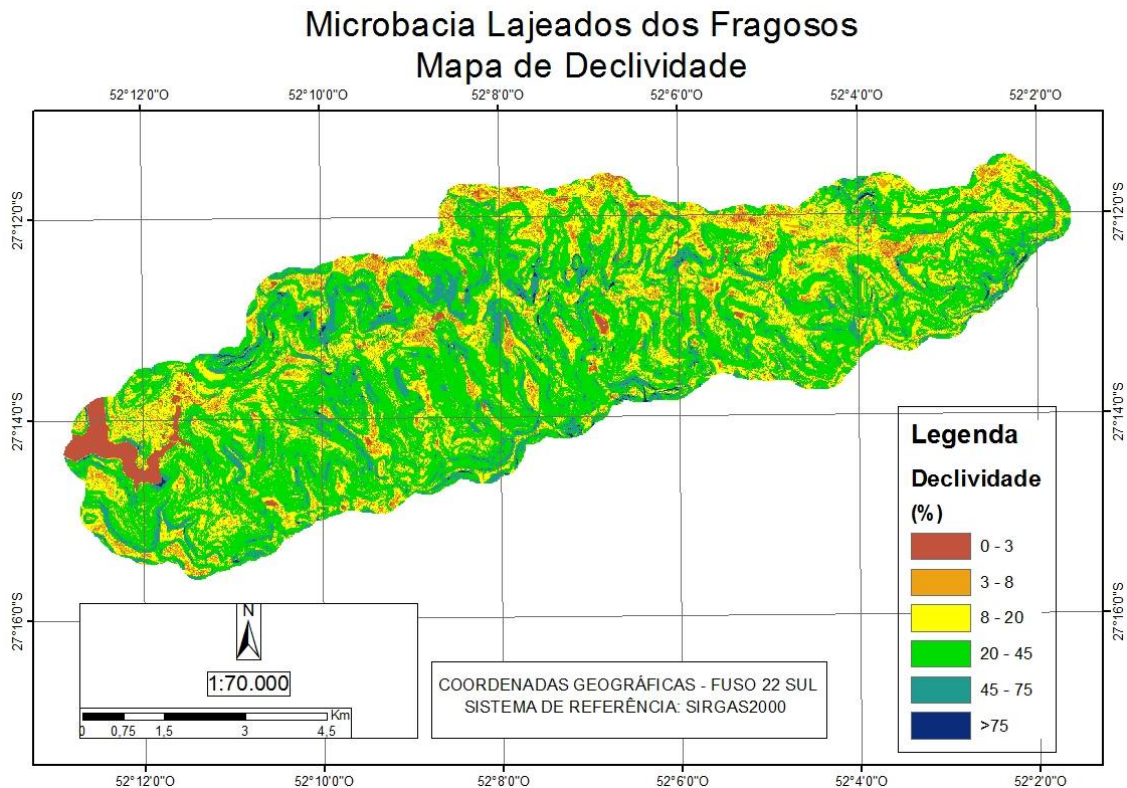 Microbacia Lajeados dos Fragosos
Mapa de Declividade
52°12'0"O 52°10'0"O 52°8'0"O 52°6'0"O 52°4'0"O 52°2'0"O
27°12'0"S 27°12'0"S
27°14'0"S 27°14'0"S
27°16'0"S 27°16'0"S
Legenda
Declividade
(%)
0 - 3
3 - 8
8 - 20
20 - 45
45 - 75
>75
N
1:70.000
Km
0 0,75 1,5 3 4,5
COORDENADAS GEOGRÁFICAS - FUSO 22 SUL
SISTEMA DE REFERÊNCIA: SIRGAS2000
52°12'0"O 52°10'0"O 52°8'0"O 52°6'0"O 52°4'0"O 52°2'0"O